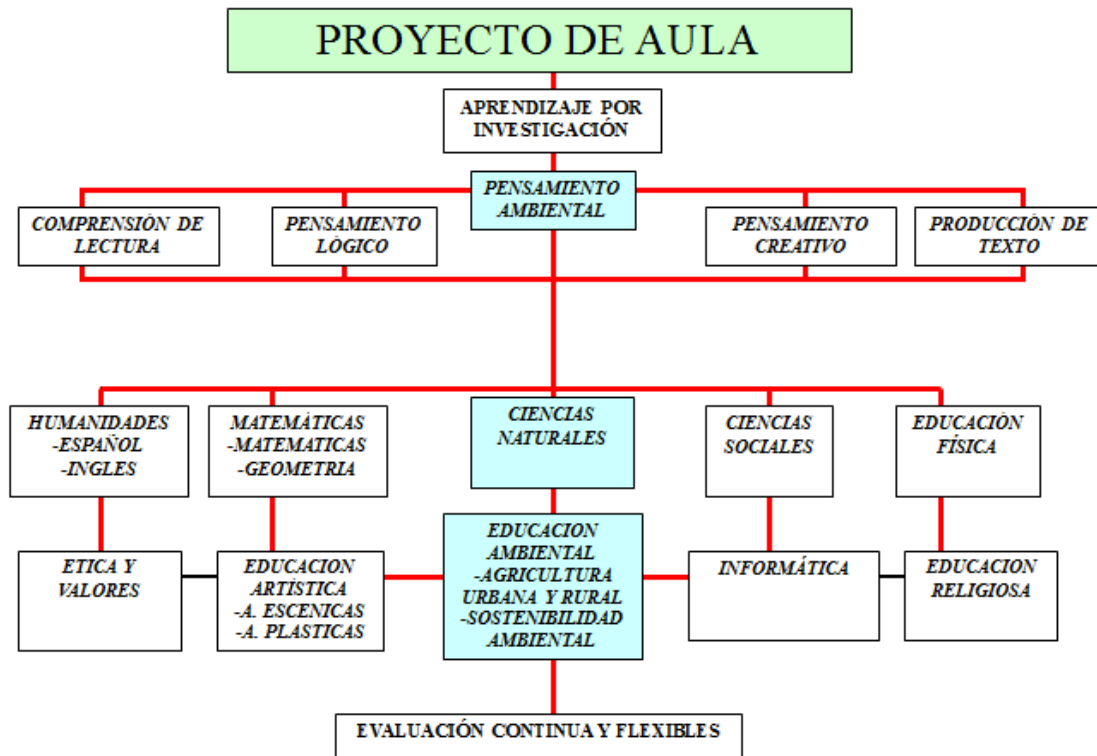 PROYECTO DE AULA
APRENDIZAJE POR
INVESTIGACIÓN
PENSAMIENTO
AMBIENTAL
COMPRENSIÓN DE
LECTURA
PENSAMIENTO
LÓGICO
PENSAMIENTO
CREATIVO
PRODUCCIÓN DE
TEXTO
HUMANIDADES
-ESPAÑOL
-INGLES
MATEMÁTICAS
-MATEMATICAS
-GEOMETRIA
CIENCIAS
NATURALES
CIENCIAS
SOCIALES
EDUCACIÓN
FÍSICA
ETICA Y
VALORES
EDUCACION
ARTÍSTICA
-A. ESCENICAS
-A. PLASTICAS
EDUCACION
AMBIENTAL
-AGRICULTURA
URBANA Y RURAL
-SOSTENIBILIDAD
AMBIENTAL
INFORMÁTICA
EDUCACION
RELIGIOSA
EVALUACIÓN CONTINUA Y FLEXIBLES